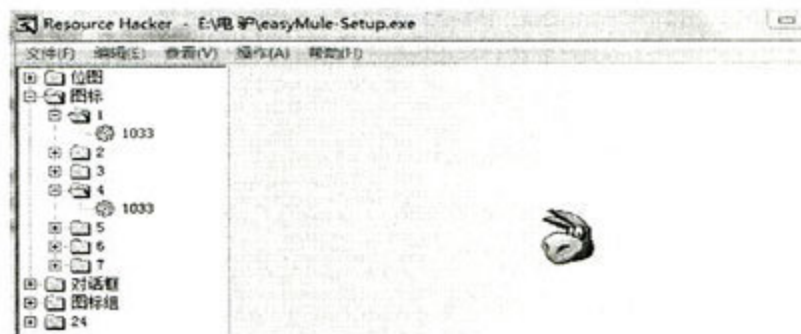 Resource Hacker - E:\电 驴\easyMule-Setup.exe
文件(F) 编辑(E) 查看(V) 操作(A) 帮助(H)
位图
图标
1
1033
2
3
4
1033
5
6
7
对话框
图标组
24